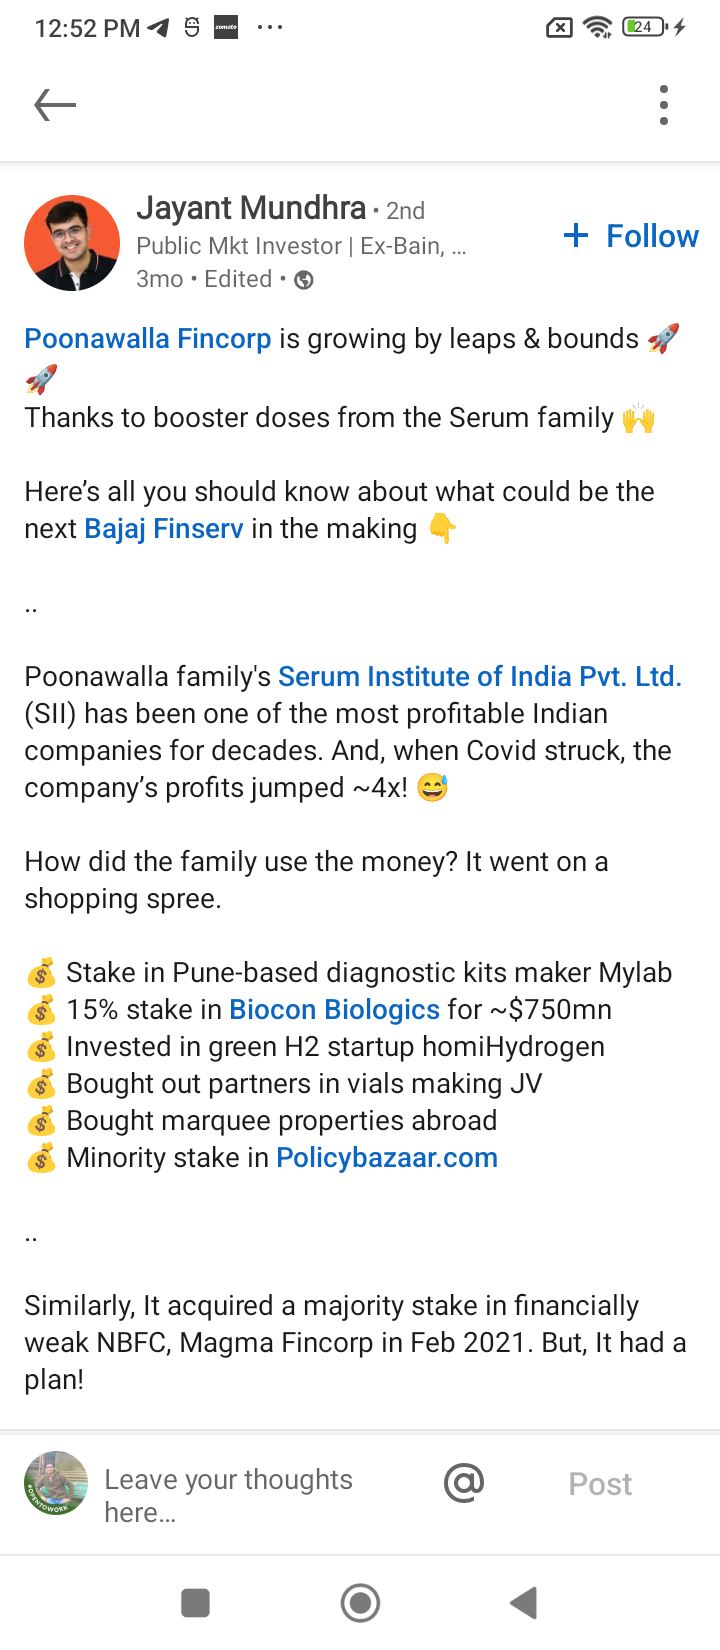 12:52 PM
zomato
24
Jayant Mundhra • 2nd
Public Mkt Investor | Ex-Bain, ...
3mo • Edited •
+ Follow
Poonawalla Fincorp is growing by leaps & bounds 🚀
🚀
Thanks to booster doses from the Serum family 🙌
Here’s all you should know about what could be the
next Bajaj Finserv in the making 👇
..
Poonawalla family's Serum Institute of India Pvt. Ltd.
(SII) has been one of the most profitable Indian
companies for decades. And, when Covid struck, the
company’s profits jumped ~4x! 😅
How did the family use the money? It went on a
shopping spree.
💰 Stake in Pune-based diagnostic kits maker Mylab
💰 15% stake in Biocon Biologics for ~$750mn
💰 Invested in green H2 startup homiHydrogen
💰 Bought out partners in vials making JV
💰 Bought marquee properties abroad
💰 Minority stake in Policybazaar.com
..
Similarly, It acquired a majority stake in financially
weak NBFC, Magma Fincorp in Feb 2021. But, It had a
plan!
#OPENTOWORK
Leave your thoughts
here...
@
Post